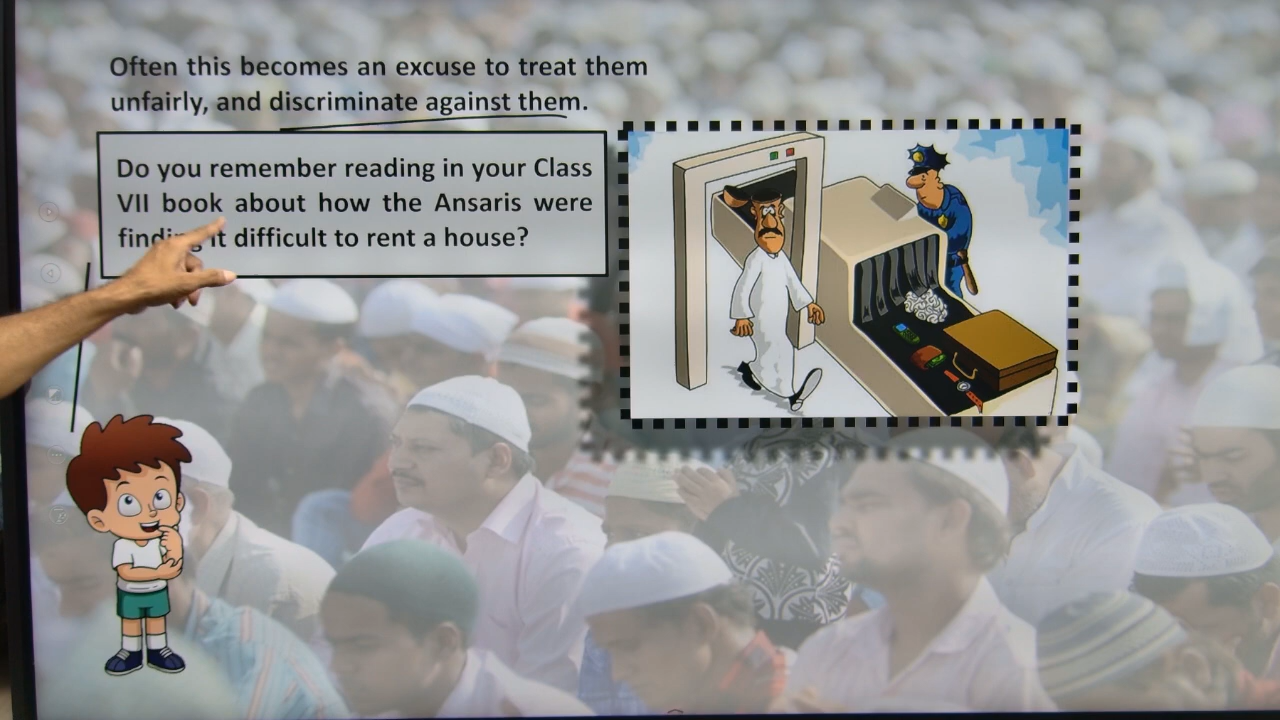 Often this becomes an excuse to treat them
unfairly, and discriminate against them.
Do you remember reading in your Class
VII book about how the Ansaris were
finding it difficult to rent a house?